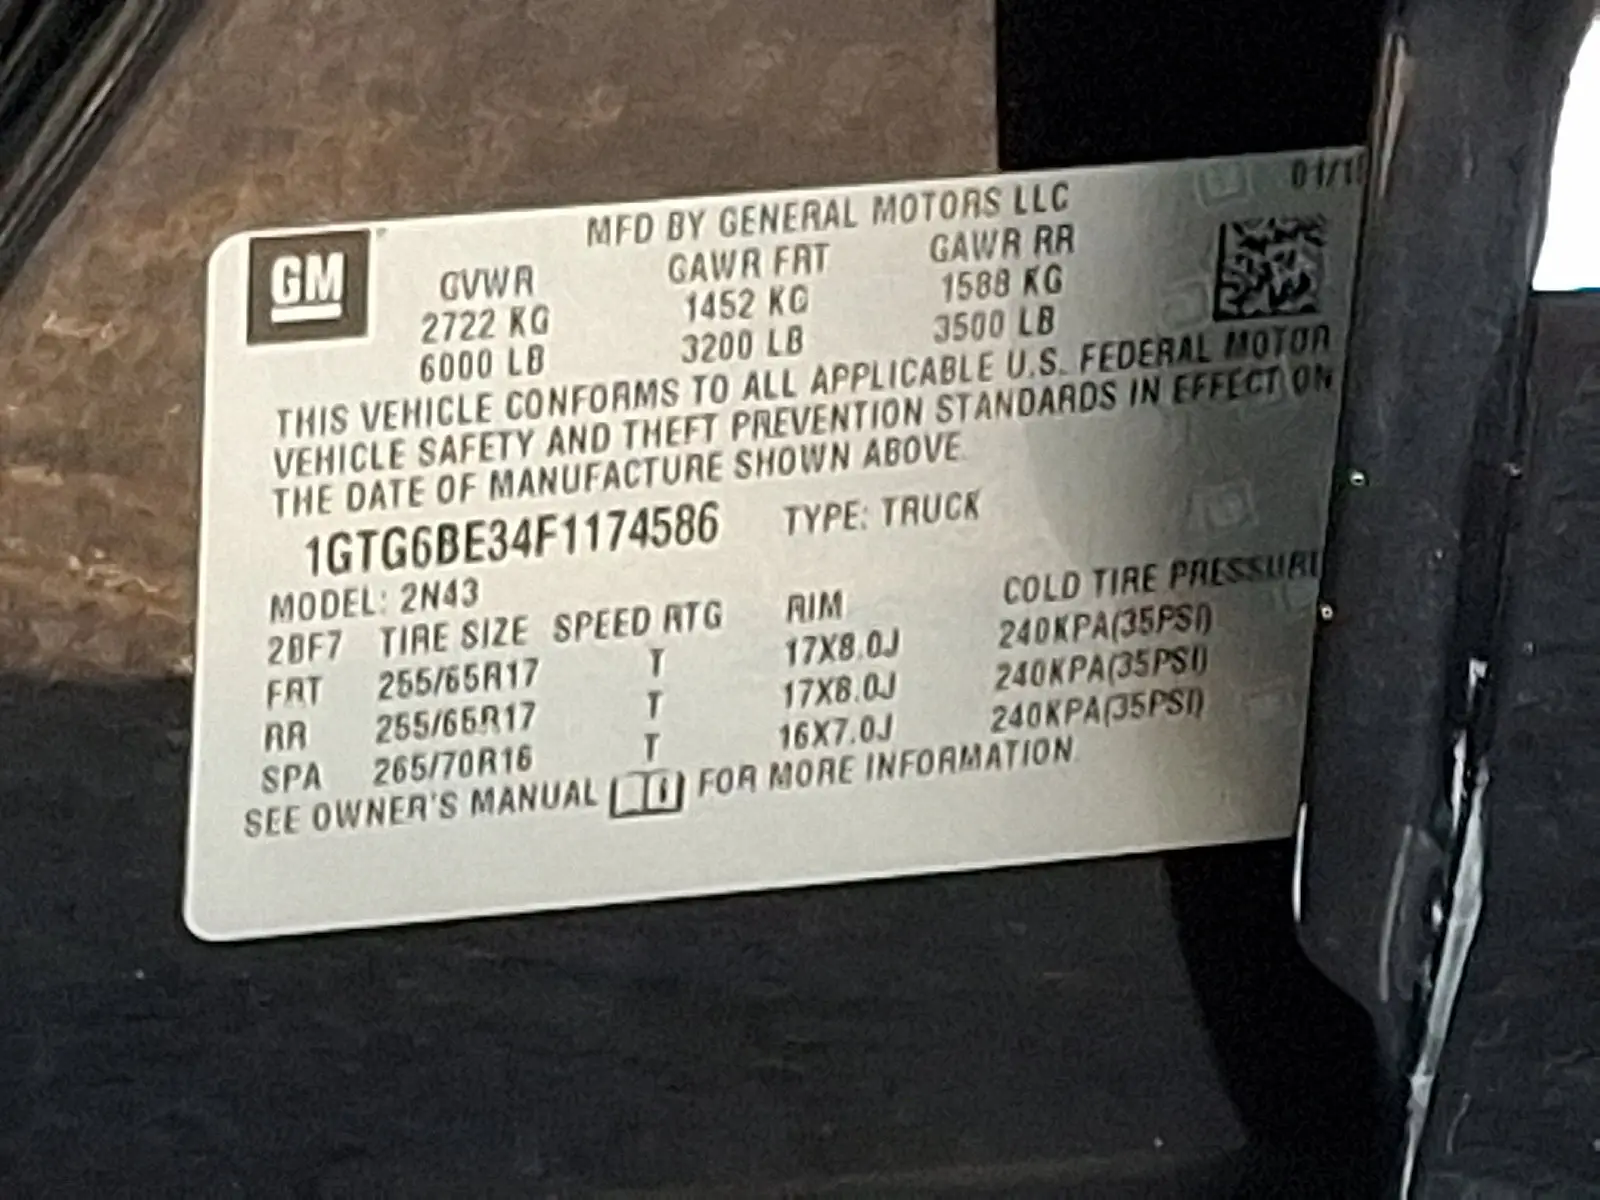 01/1
MFD BY GENERAL MOTORS LLC
GM
GVWR GAWR FRT GAWR RR
2722 KG 1452 KG 1588 KG
6000 LB 3200 LB 3500 LB
THIS VEHICLE CONFORMS TO ALL APPLICABLE U.S. FEDERAL MOTOR
VEHICLE SAFETY AND THEFT PREVENTION STANDARDS IN EFFECT ON
THE DATE OF MANUFACTURE SHOWN ABOVE.
1GTG6BE34F1174586 TYPE: TRUCK
MODEL: 2N43
2BF7 TIRE SIZE SPEED RTG RIM COLD TIRE PRESSURE
FRT 255/65R17 T 17X8.0J 240KPA(35PSI)
RR 255/65R17 T 17X8.0J 240KPA(35PSI)
SPA 265/70R16 T 16X7.0J 240KPA(35PSI)
SEE OWNER'S MANUAL FOR MORE INFORMATION.